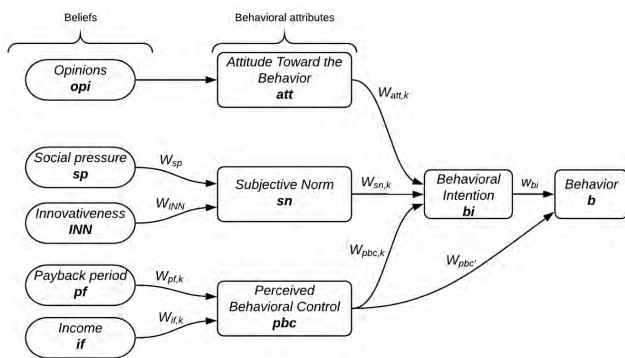 Beliefs
Behavioral attributes
Opinions
opi
Attitude Toward the
Behavior
att
W_att,k
Social pressure
sp
W_sp
Innovativeness
INN
W_INN
Subjective Norm
sn
W_sn,k
Behavioral
Intention
bi
w_bi
Behavior
b
Payback period
pf
W_pf,k
Income
if
W_if,k
Perceived
Behavioral Control
pbc
W_pbc,k
W_pbc'